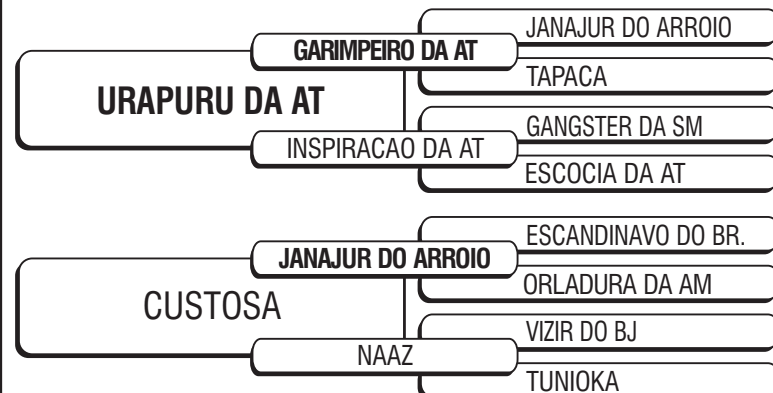 JANAJUR DO ARROIO
GARIMPEIRO DA AT
TAPACA
URAPURU DA AT
GANGSTER DA SM
INSPIRACAO DA AT
ESCOCIA DA AT
ESCANDINAVO DO BR.
JANAJUR DO ARROIO
ORLADURA DA AM
CUSTOSA
VIZIR DO BJ
NAAZ
TUNIOKA